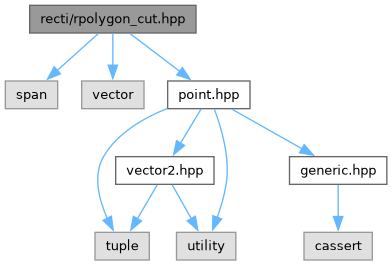 recti/rpolygon_cut.hpp
span
vector
point.hpp
vector2.hpp
generic.hpp
tuple
utility
cassert